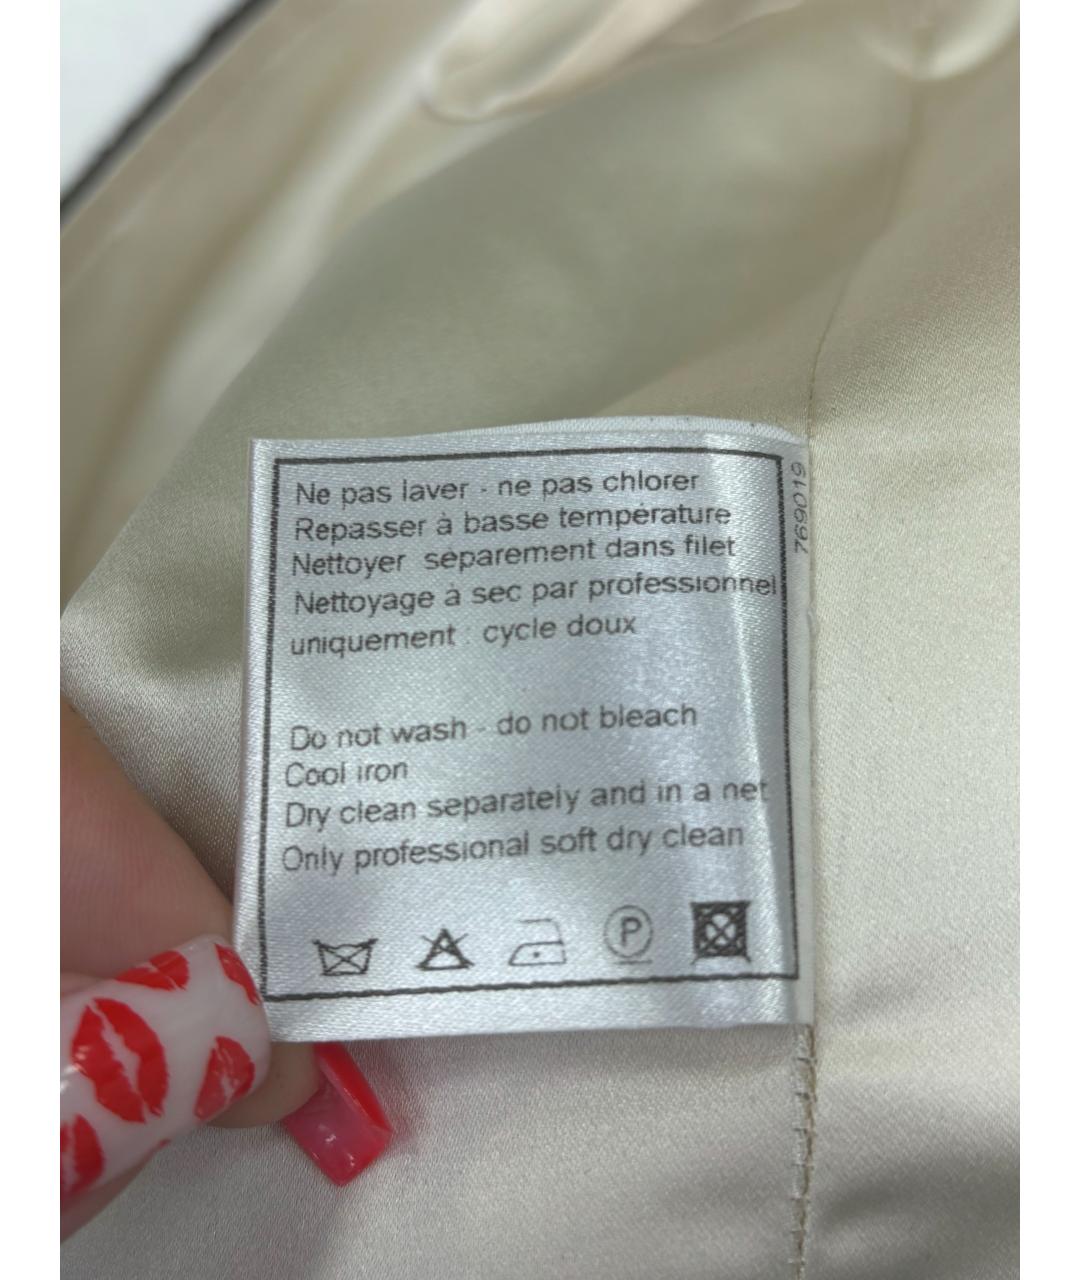 Ne pas laver - ne pas chlorer
Repasser à basse température
Nettoyer séparement dans filet
Nettoyage à sec par professionnel
uniquement : cycle doux
Do not wash - do not bleach
Cool iron
Dry clean separately and in a net
Only professional soft dry clean
P
769019